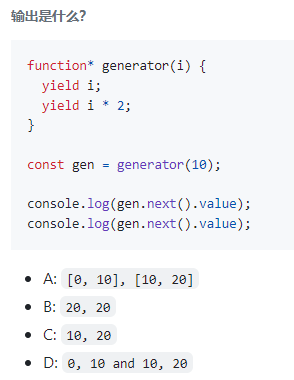 输出是什么？
function* generator(i) {
  yield i;
  yield i * 2;
}
const gen = generator(10);
console.log(gen.next().value);
console.log(gen.next().value);
• A: [0, 10], [10, 20]
• B: 20, 20
• C: 10, 20
• D: 0, 10 and 10, 20